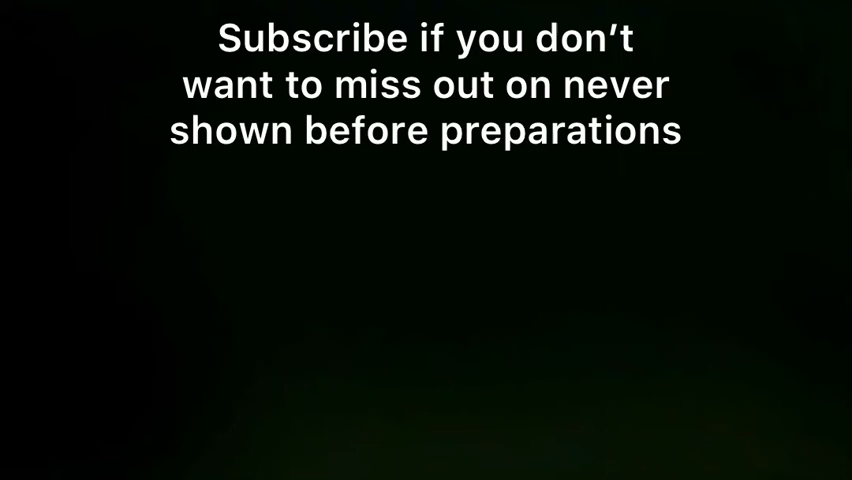 Subscribe if you don’t
want to miss out on never
shown before preparations